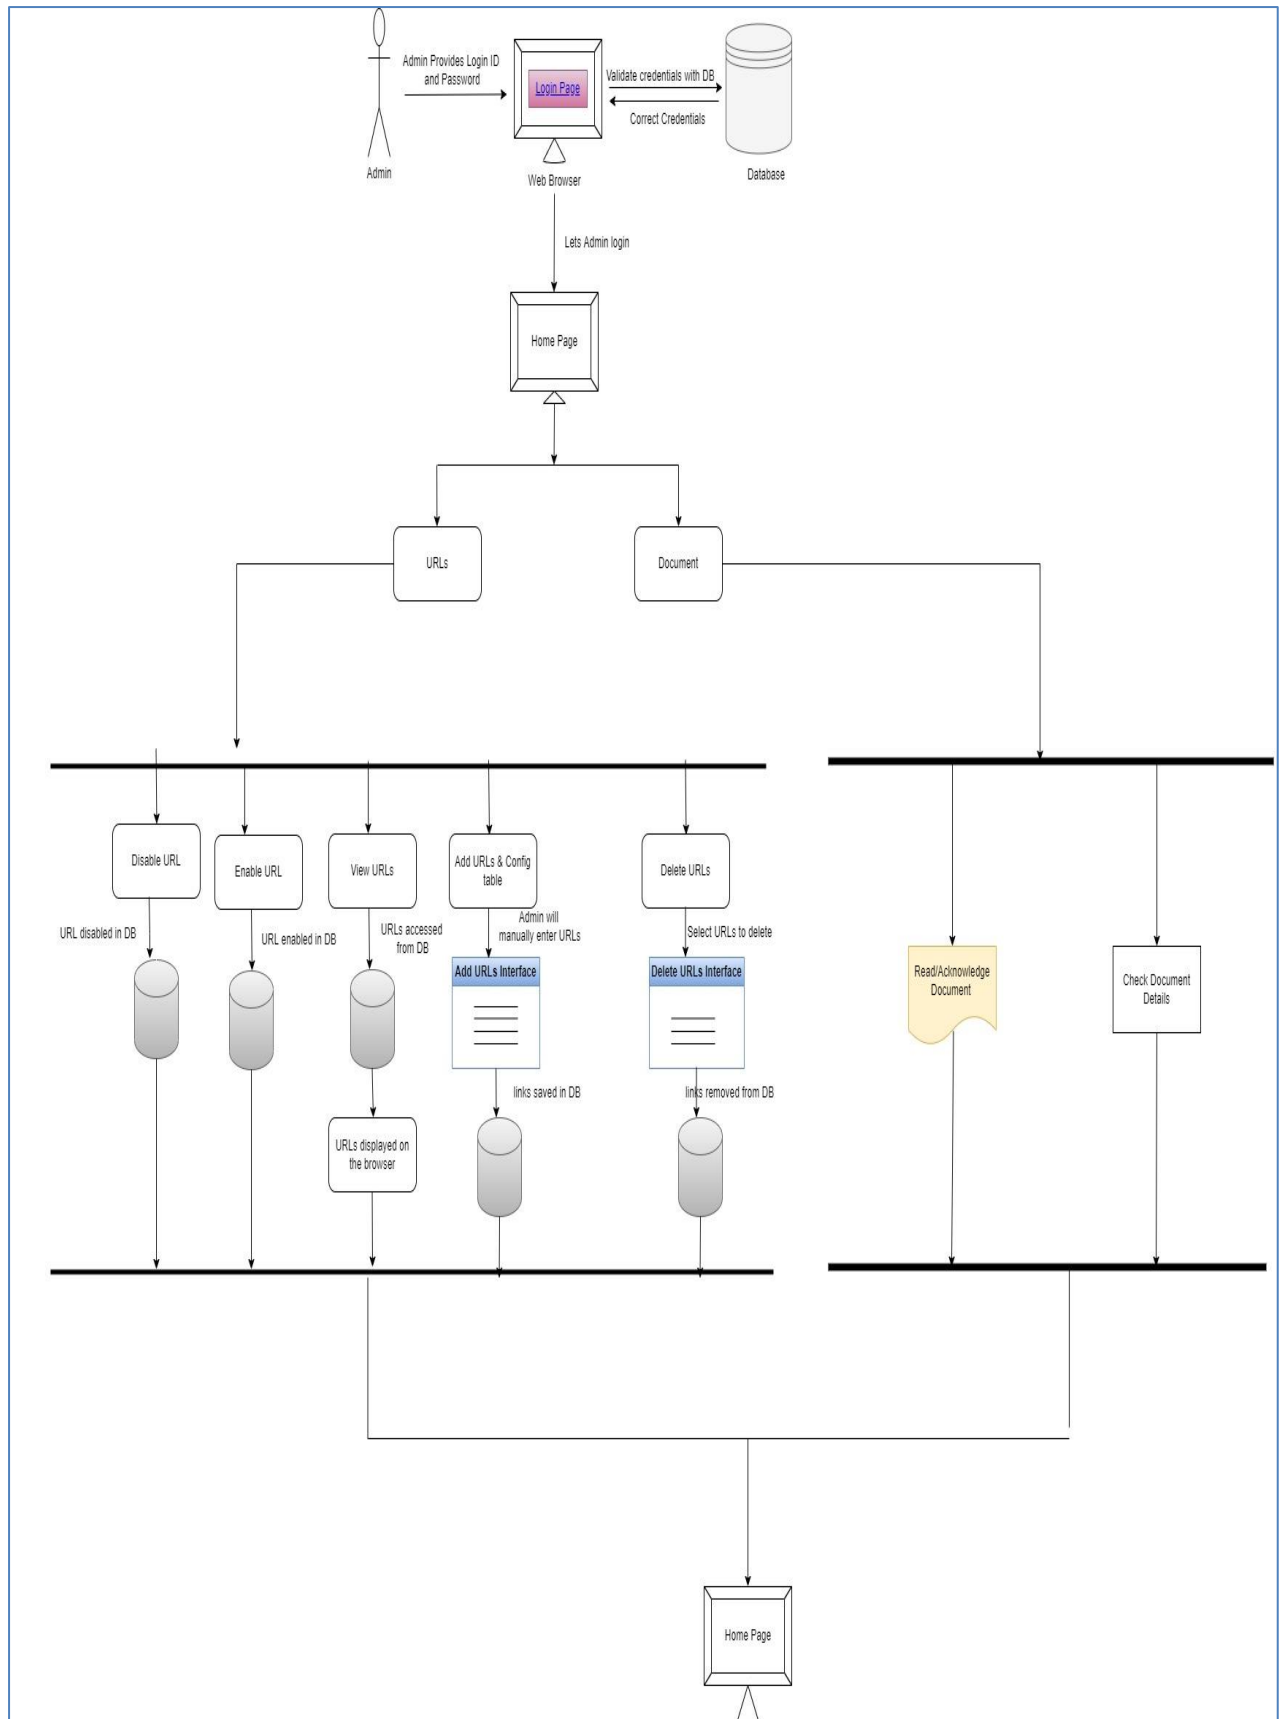 Admin Provides Login ID
and Password
Login Page
Validate credentials with DB
Correct Credentials
Admin
Web Browser
Database
Lets Admin login
Home Page
URLs
Document
Disable URL
Enable URL
View URLs
Add URLs & Config
table
Delete URLs
URL disabled in DB
URL enabled in DB
URLs accessed
from DB
Admin will
manually enter URLs
Select URLs to delete
Add URLs Interface
Delete URLs Interface
Read/Acknowledge
Document
Check Document
Details
links saved in DB
links removed from DB
URLs displayed on
the browser
Home Page